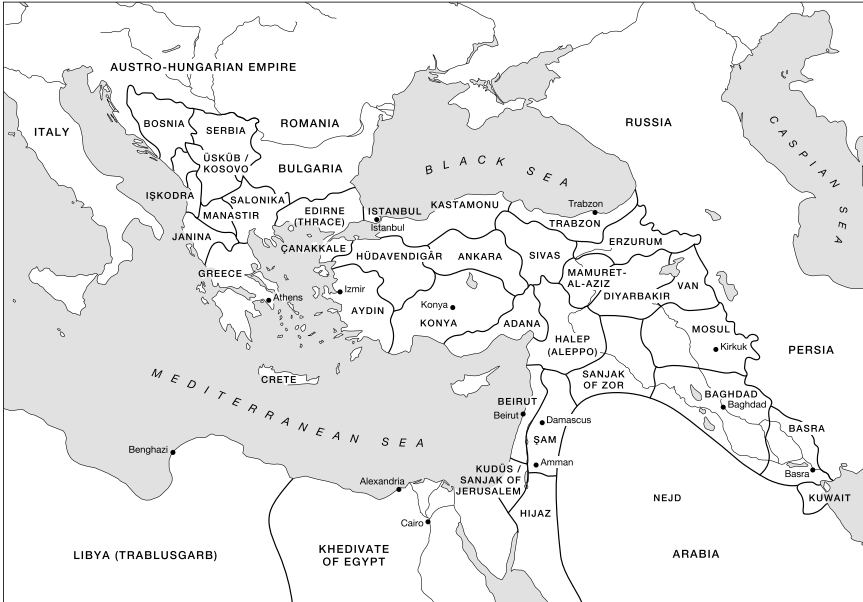 AUSTRO-HUNGARIAN EMPIRE
ITALY
BOSNIA
SERBIA
ROMANIA
RUSSIA
CASPIAN SEA
ÜSKÜB /
KOSOVO
BULGARIA
BLACK SEA
IŞKODRA
SALONIKA
MANASTIR
EDIRNE
(THRACE)
ISTANBUL
Istanbul
KASTAMONU
Trabzon
TRABZON
JANINA
ÇANAKKALE
ERZURUM
GREECE
HÜDAVENDIGÂR
ANKARA
SIVAS
MAMURET-
AL-AZIZ
DIYARBAKIR
VAN
Athens
Izmir
AYDIN
Konya
KONYA
ADANA
HALEP
(ALEPPO)
MOSUL
Kirkuk
PERSIA
CRETE
MEDITERRANEAN SEA
SANJAK
OF ZOR
BEIRUT
Beirut
Damascus
ŞAM
BAGHDAD
Baghdad
BASRA
Basra
Benghazi
Amman
KUDÜS /
SANJAK OF
JERUSALEM
Alexandria
KUWAIT
Cairo
HIJAZ
NEJD
LIBYA (TRABLUSGARB)
KHEDIVATE
OF EGYPT
ARABIA